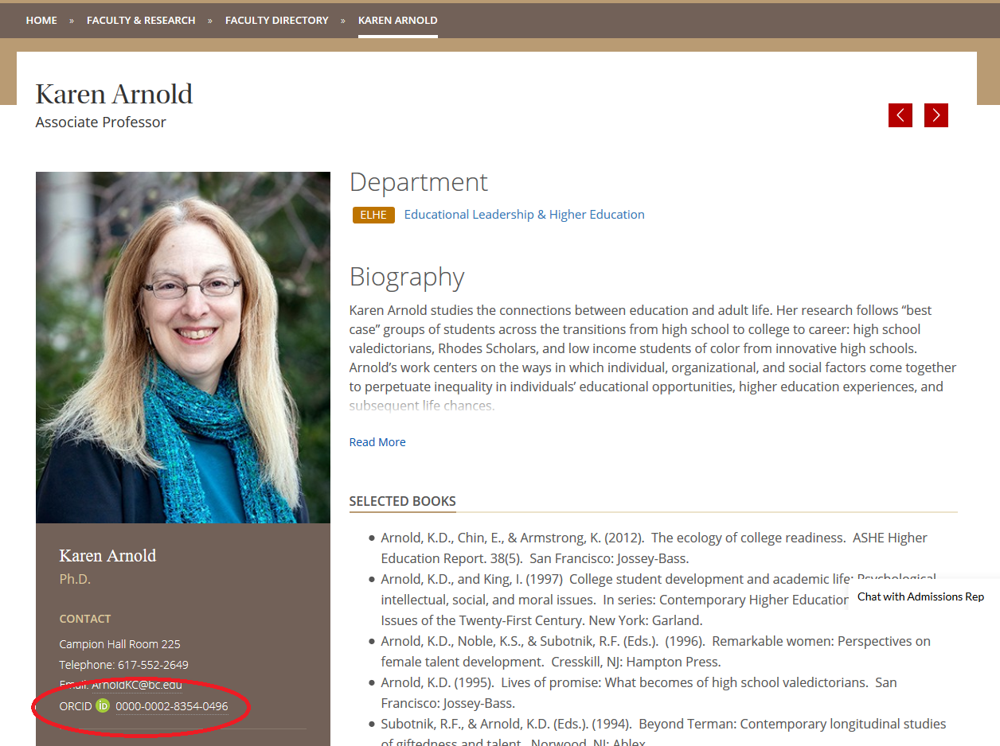 HOME » FACULTY & RESEARCH » FACULTY DIRECTORY » KAREN ARNOLD
Karen Arnold
Associate Professor
Department
ELHE Educational Leadership & Higher Education
Biography
Karen Arnold studies the connections between education and adult life. Her research follows “best
case” groups of students across the transitions from high school to college to career: high school
valedictorians, Rhodes Scholars, and low income students of color from innovative high schools.
Arnold’s work centers on the ways in which individual, organizational, and social factors come together
to perpetuate inequality in individuals’ educational opportunities, higher education experiences, and
subsequent life chances.
Read More
SELECTED BOOKS
• Arnold, K.D., Chin, E., & Armstrong, K. (2012).  The ecology of college readiness.  ASHE Higher
Education Report. 38(5).  San Francisco: Jossey-Bass.
• Arnold, K.D., and King, I. (1997)  College student development and academic life: Psychological,
intellectual, social, and moral issues.  In series: Contemporary Higher Education
Issues of the Twenty-First Century. New York: Garland.
• Arnold, K.D., Noble, K.S., & Subotnik, R.F. (Eds.).  (1996).  Remarkable women: Perspectives on
female talent development.  Cresskill, NJ: Hampton Press.
• Arnold, K.D. (1995).  Lives of promise: What becomes of high school valedictorians.  San
Francisco: Jossey-Bass.
• Subotnik, R.F., & Arnold, K.D. (Eds.). (1994).  Beyond Terman: Contemporary longitudinal studies
of giftedness and talent.  Norwood, NJ: Ablex.
Chat with Admissions Rep
Karen Arnold
Ph.D.
CONTACT
Campion Hall Room 225
Telephone: 617-552-2649
Email: ArnoldKC@bc.edu
ORCID iD 0000-0002-8354-0496